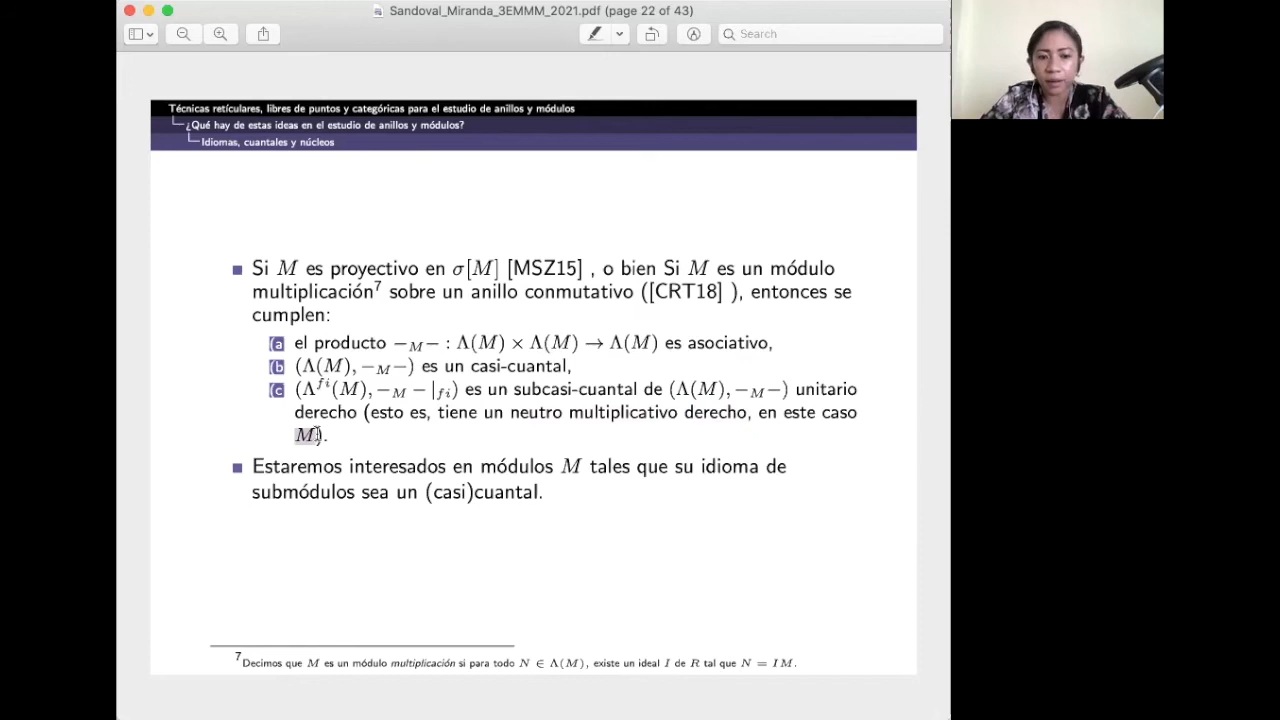 Sandoval_Miranda_3EMMM_2021.pdf (page 22 of 43)
Search
Técnicas retículares, libres de puntos y categóricas para el estudio de anillos y módulos
¿Qué hay de estas ideas en el estudio de anillos y módulos?
Idiomas, cuantales y núcleos
Si M es proyectivo en σ[M] [MSZ15] , o bien Si M es un módulo
multiplicación⁷ sobre un anillo conmutativo ([CRT18] ), entonces se
cumplen:
(a el producto −_M− : Λ(M) × Λ(M) → Λ(M) es asociativo,
(b (Λ(M), −_M−) es un casi-cuantal,
(c (Λ^{fi}(M), −_M − |_{fi}) es un subcasi-cuantal de (Λ(M), −_M−) unitario
derecho (esto es, tiene un neutro multiplicativo derecho, en este caso
M).
Estaremos interesados en módulos M tales que su idioma de
submódulos sea un (casi)cuantal.
⁷Decimos que M es un módulo multiplicación si para todo N ∈ Λ(M), existe un ideal I de R tal que N = IM.